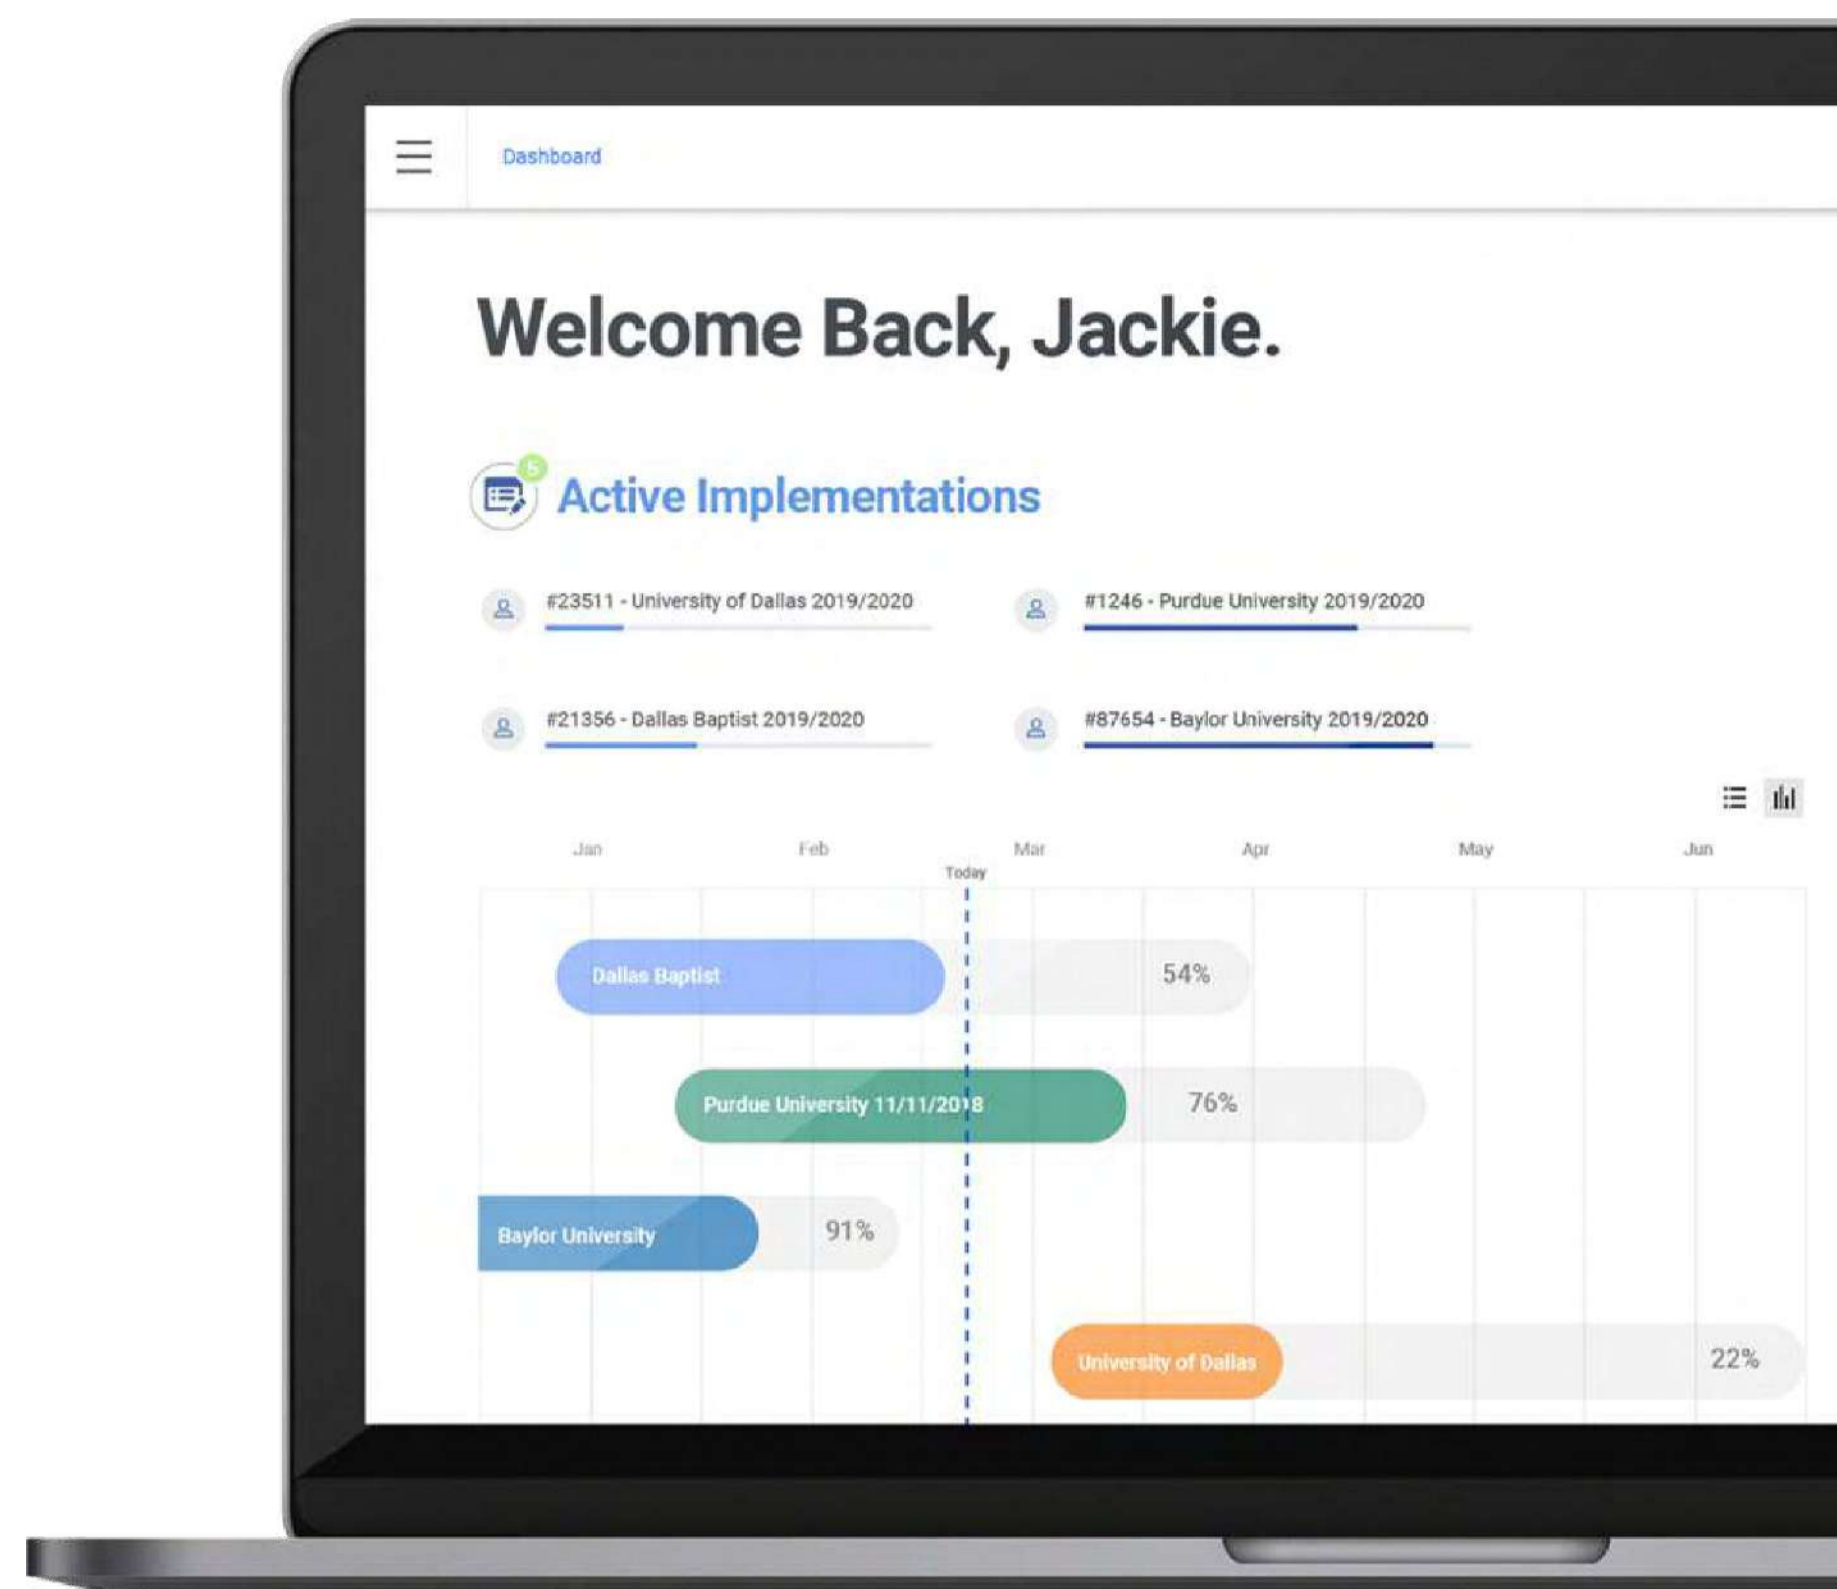 Dashboard
Welcome Back, Jackie.
5
Active Implementations
#23511 - University of Dallas 2019/2020
#1246 - Purdue University 2019/2020
#21356 - Dallas Baptist 2019/2020
#87654 - Baylor University 2019/2020
Jan Feb Mar Apr May Jun
Today
Dallas Baptist 54%
Purdue University 11/11/2018 76%
Baylor University 91%
University of Dallas 22%